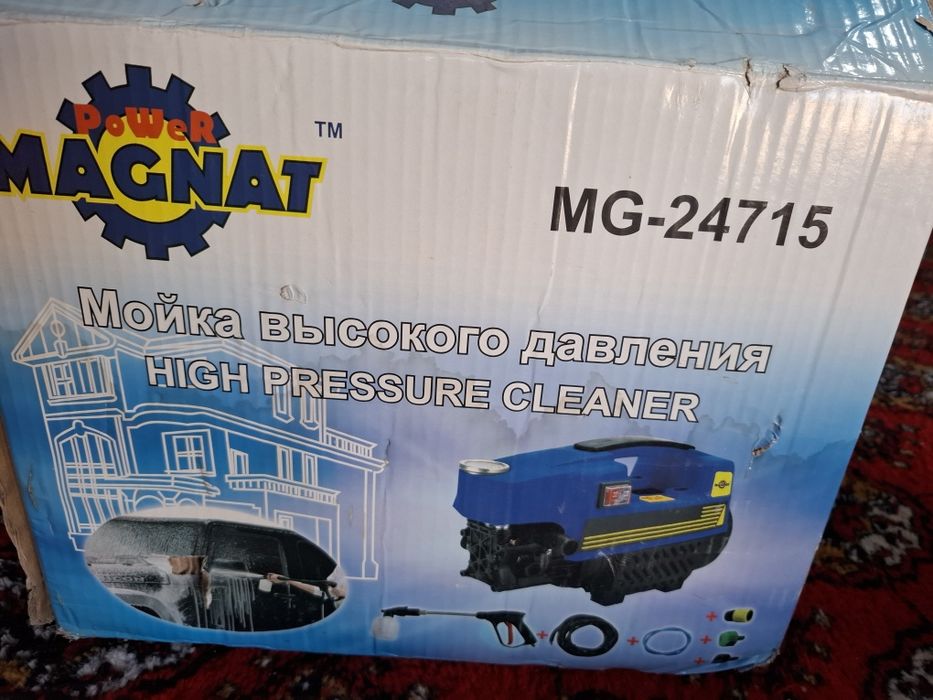 PoWeR
MAGNAT
TM
MG-24715
Мойка высокого давления
HIGH PRESSURE CLEANER